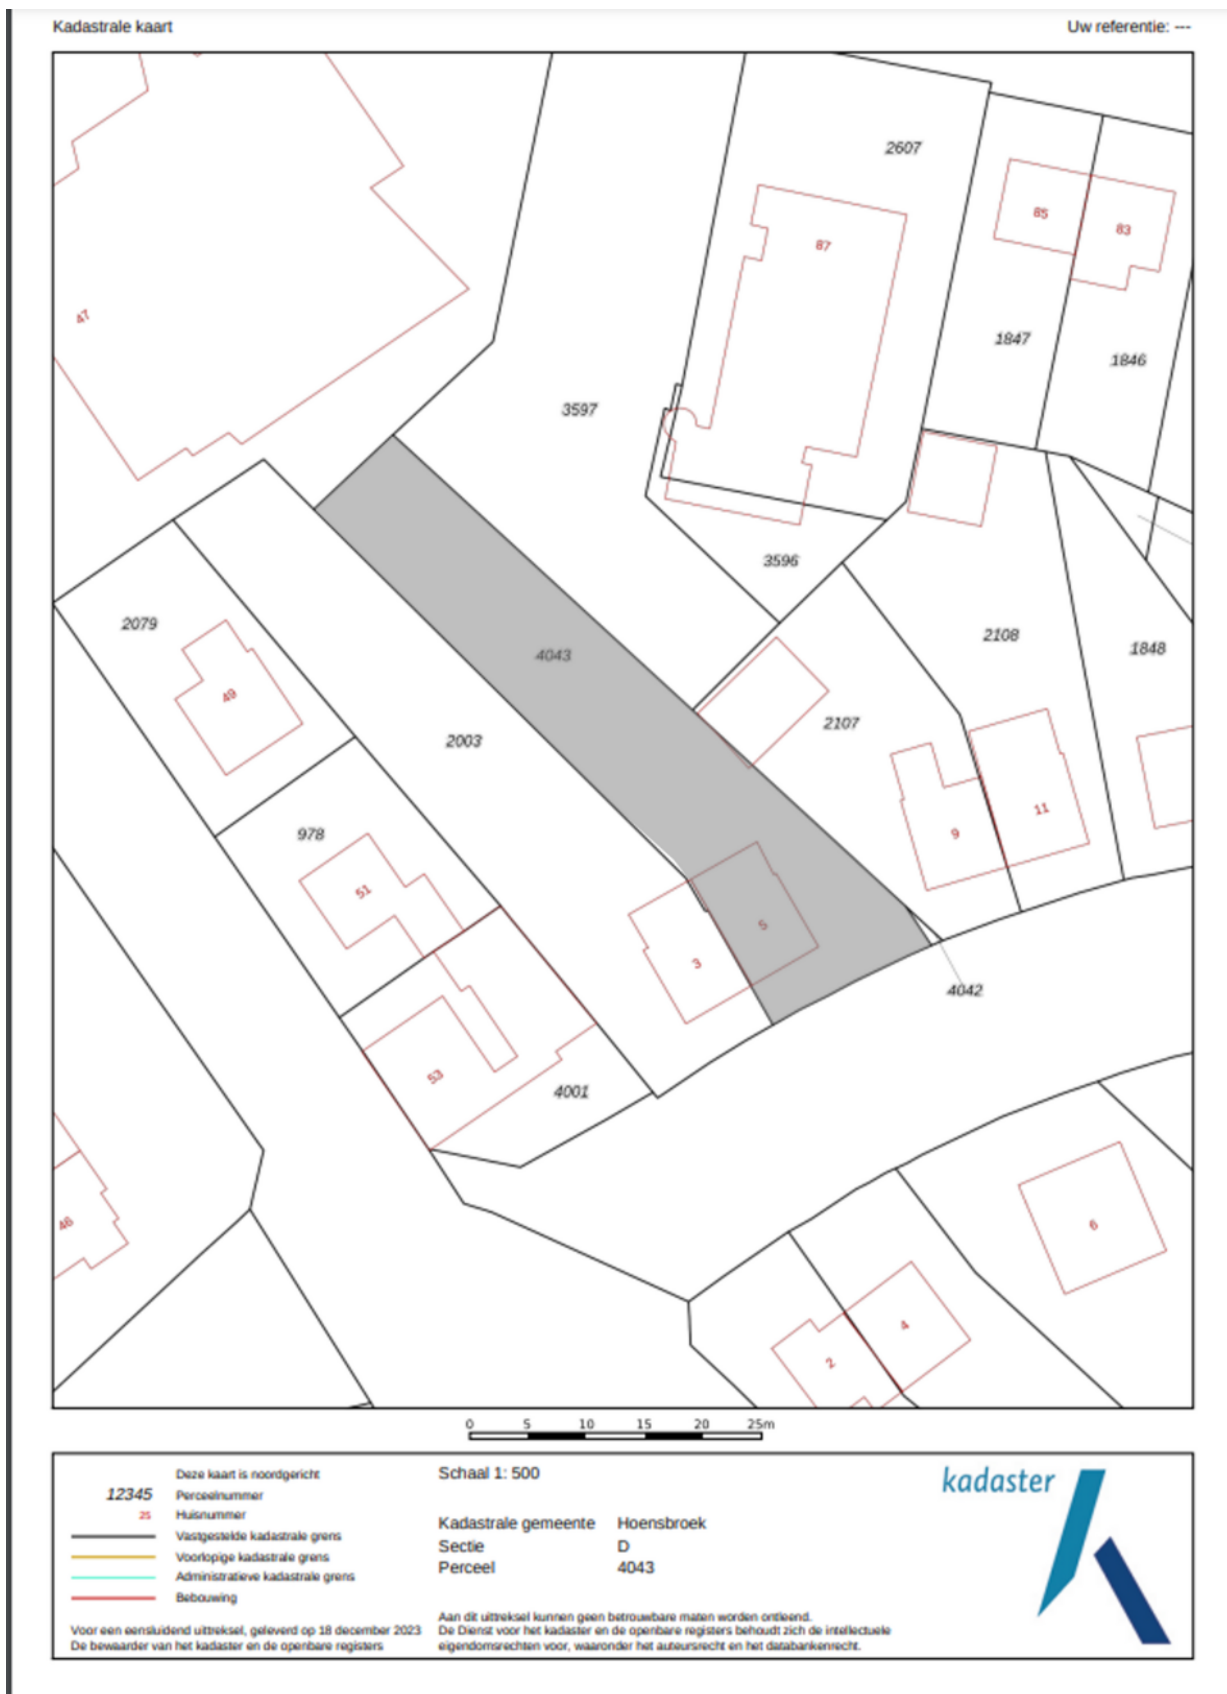 Kadastrale kaart
Uw referentie: ---
2607
87
85
83
47
1847
1846
3597
3596
2079
4043
2108
1848
49
2003
2107
978
9
11
51
5
3
4042
53
4001
46
6
4
2
0 5 10 15 20 25m
Deze kaart is noordgericht
12345 Perceelnummer
25 Huisnummer
Vastgestelde kadastrale grens
Voorlopige kadastrale grens
Administratieve kadastrale grens
Bebouwing
Voor een eensluidend uittreksel, geleverd op 18 december 2023
De bewaarder van het kadaster en de openbare registers
Schaal 1: 500
Kadastrale gemeente Hoensbroek
Sectie D
Perceel 4043
Aan dit uittreksel kunnen geen betrouwbare maten worden ontleend.
De Dienst voor het kadaster en de openbare registers behoudt zich de intellectuele
eigendomsrechten voor, waaronder het auteursrecht en het databankenrecht.
kadaster